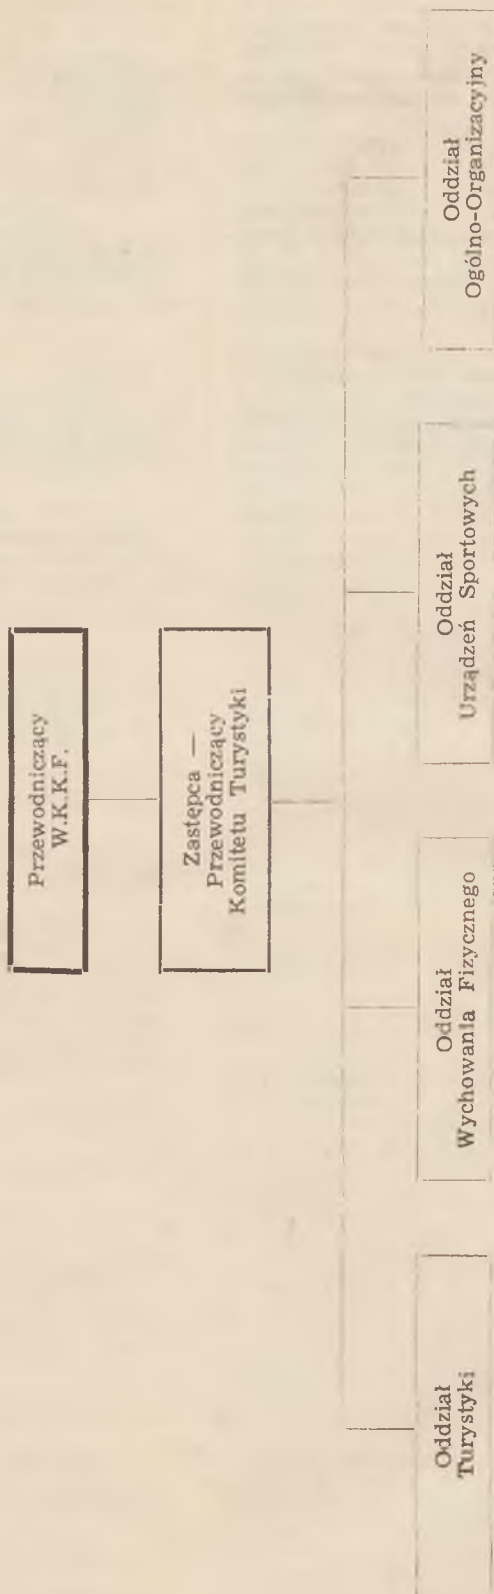 Przewodniczący
W.K.K.F.
Zastępca —
Przewodniczący
Komitetu Turystyki
Oddział
Turystyki
Oddział
Wychowania Fizycznego
Oddział
Urządzeń Sportowych
Oddział
Ogólno-Organizacyjny